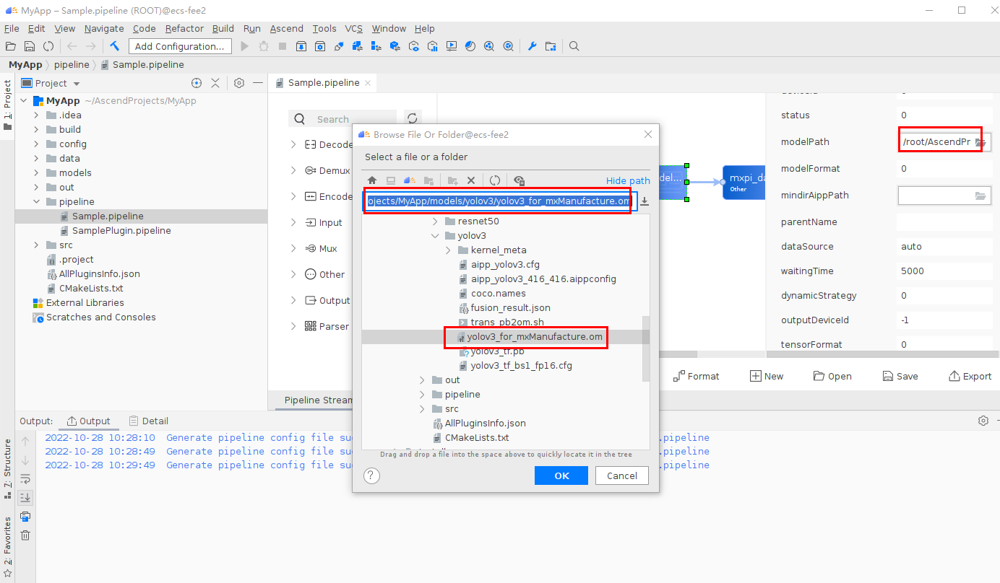 MyApp – Sample.pipeline (ROOT)@ecs-fee2
File Edit View Navigate Code Refactor Build Run Ascend Tools VCS Window Help
Add Configuration...
MyApp pipeline Sample.pipeline
1: Project
Project
MyApp ~/AscendProjects/MyApp
.idea
build
config
data
models
out
pipeline
Sample.pipeline
SamplePlugin.pipeline
src
.project
AllPluginsInfo.json
CMakeLists.txt
External Libraries
Scratches and Consoles
Sample.pipeline
Search
Demux
Input
Mux
Other
Output
Parser
Pipeline Stream
mxpi_da
Other
Browse File Or Folder@ecs-fee2
Select a file or a folder
Hide path
ojects/MyApp/models/yolov3/yolov3_for_mxManufacture.om
resnet50
yolov3
kernel_meta
aipp_yolov3.cfg
aipp_yolov3_416_416.aippconfig
coco.names
fusion_result.json
trans_pb2om.sh
yolov3_for_mxManufacture.om
yolov3_tf.pb
yolov3_tf_bs1_fp16.cfg
out
pipeline
src
AllPluginsInfo.json
CMakeLists.txt
Drag and drop a file into the space above to quickly locate it in the tree
? OK Cancel
status 0
modelPath /root/AscendPr
modelFormat 0
mindirAippPath
parentName
dataSource auto
waitingTime 5000
dynamicStrategy 0
outputDeviceId -1
tensorFormat 0
Format New Open Save Export
Output: Output Detail
2022-10-28 10:28:10 Generate pipeline config file su .pipeline
2022-10-28 10:28:49 Generate pipeline config file su .pipeline
2022-10-28 10:29:49 Generate pipeline config file su .pipeline
7: Structure
2: Favorites